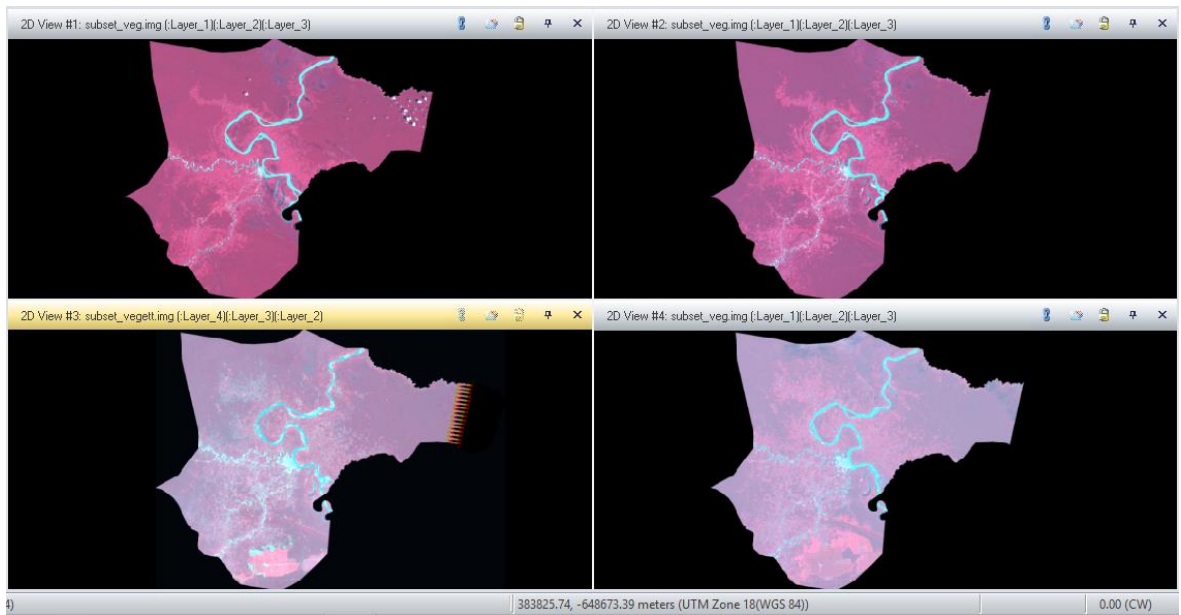 2D View #1: subset_veg.img (:Layer_1)(:Layer_2)(:Layer_3)
2D View #2: subset_veg.img (:Layer_1)(:Layer_2)(:Layer_3)
2D View #3: subset_vegett.img (:Layer_4)(:Layer_3)(:Layer_2)
2D View #4: subset_veg.img (:Layer_1)(:Layer_2)(:Layer_3)
4)
383825.74, -648673.39 meters (UTM Zone 18(WGS 84))
0.00 (CW)